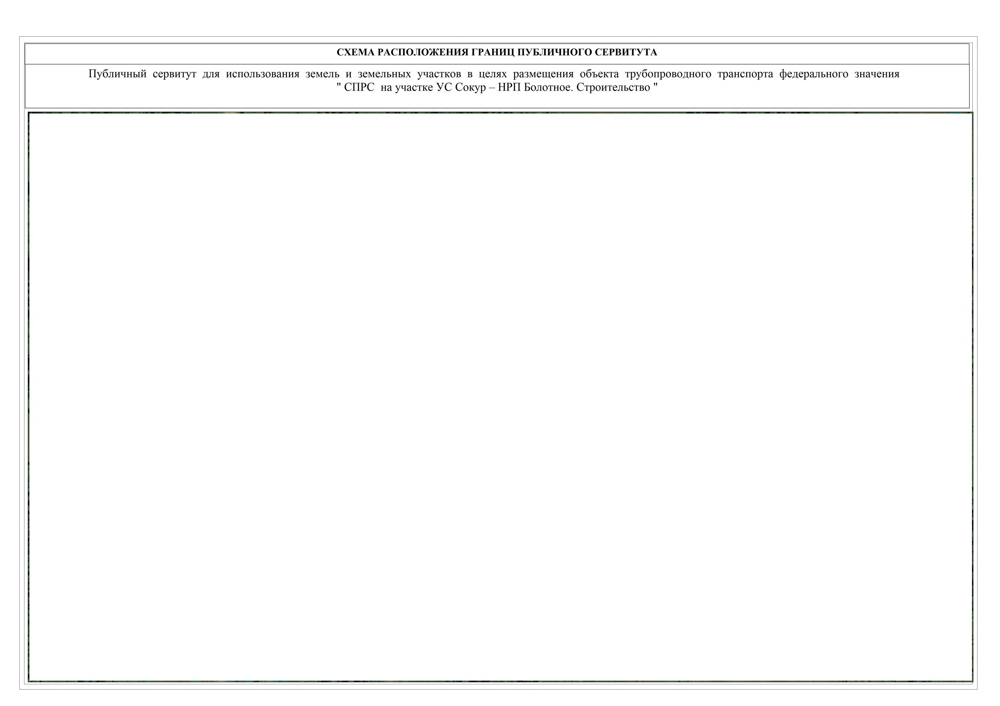 СХЕМА РАСПОЛОЖЕНИЯ ГРАНИЦ ПУБЛИЧНОГО СЕРВИТУТА
Публичный сервитут для использования земель и земельных участков в целях размещения объекта трубопроводного транспорта федерального значения
" СПРС на участке УС Сокур – НРП Болотное. Строительство "